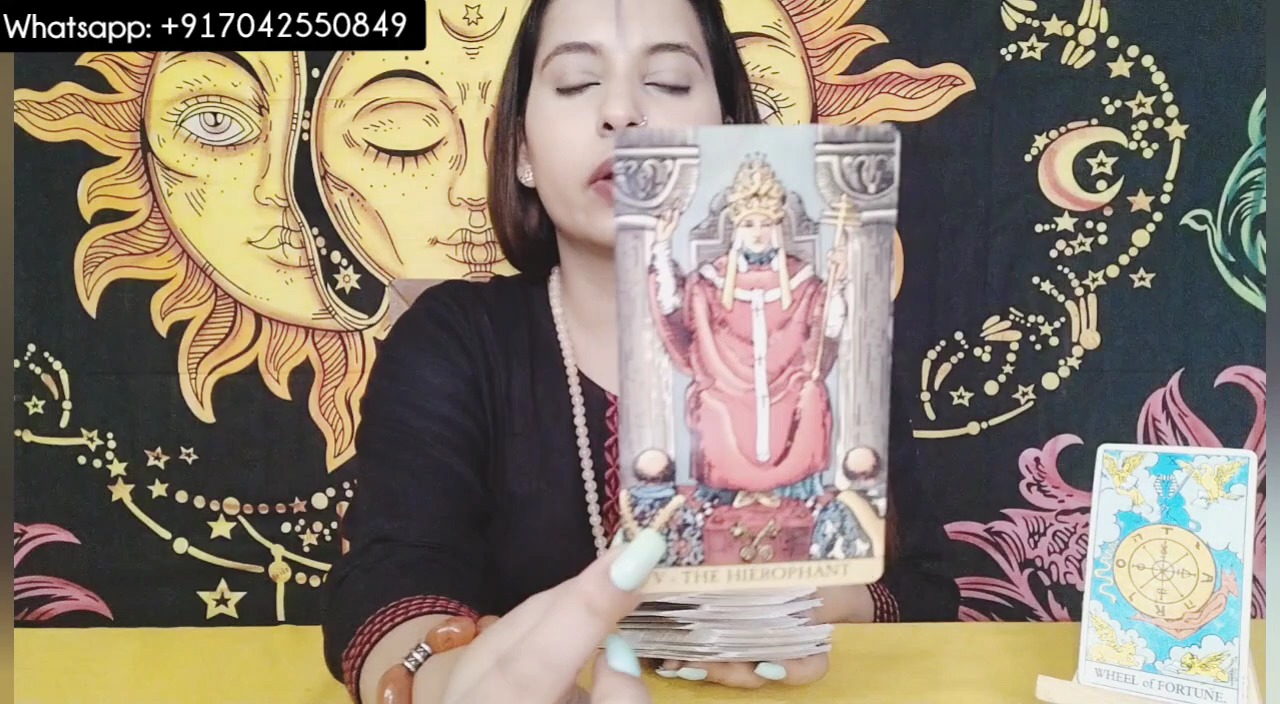 Whatsapp: +917042550849
V - THE HIEROPHANT
X
WHEEL of FORTUNE.